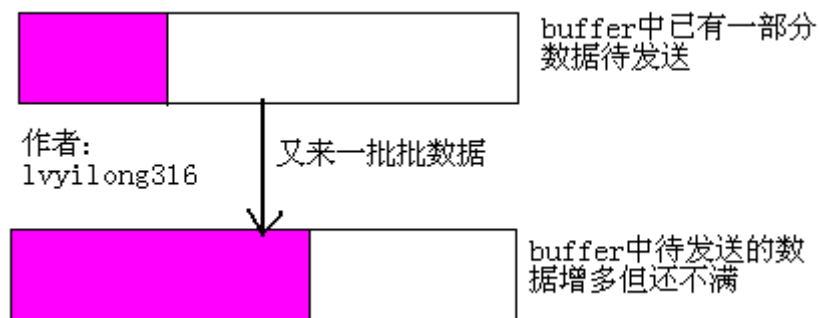 buffer中已有一部分
数据待发送
作者:
lvyilong316
又来一批批数据
buffer中待发送的数
据增多但还不满